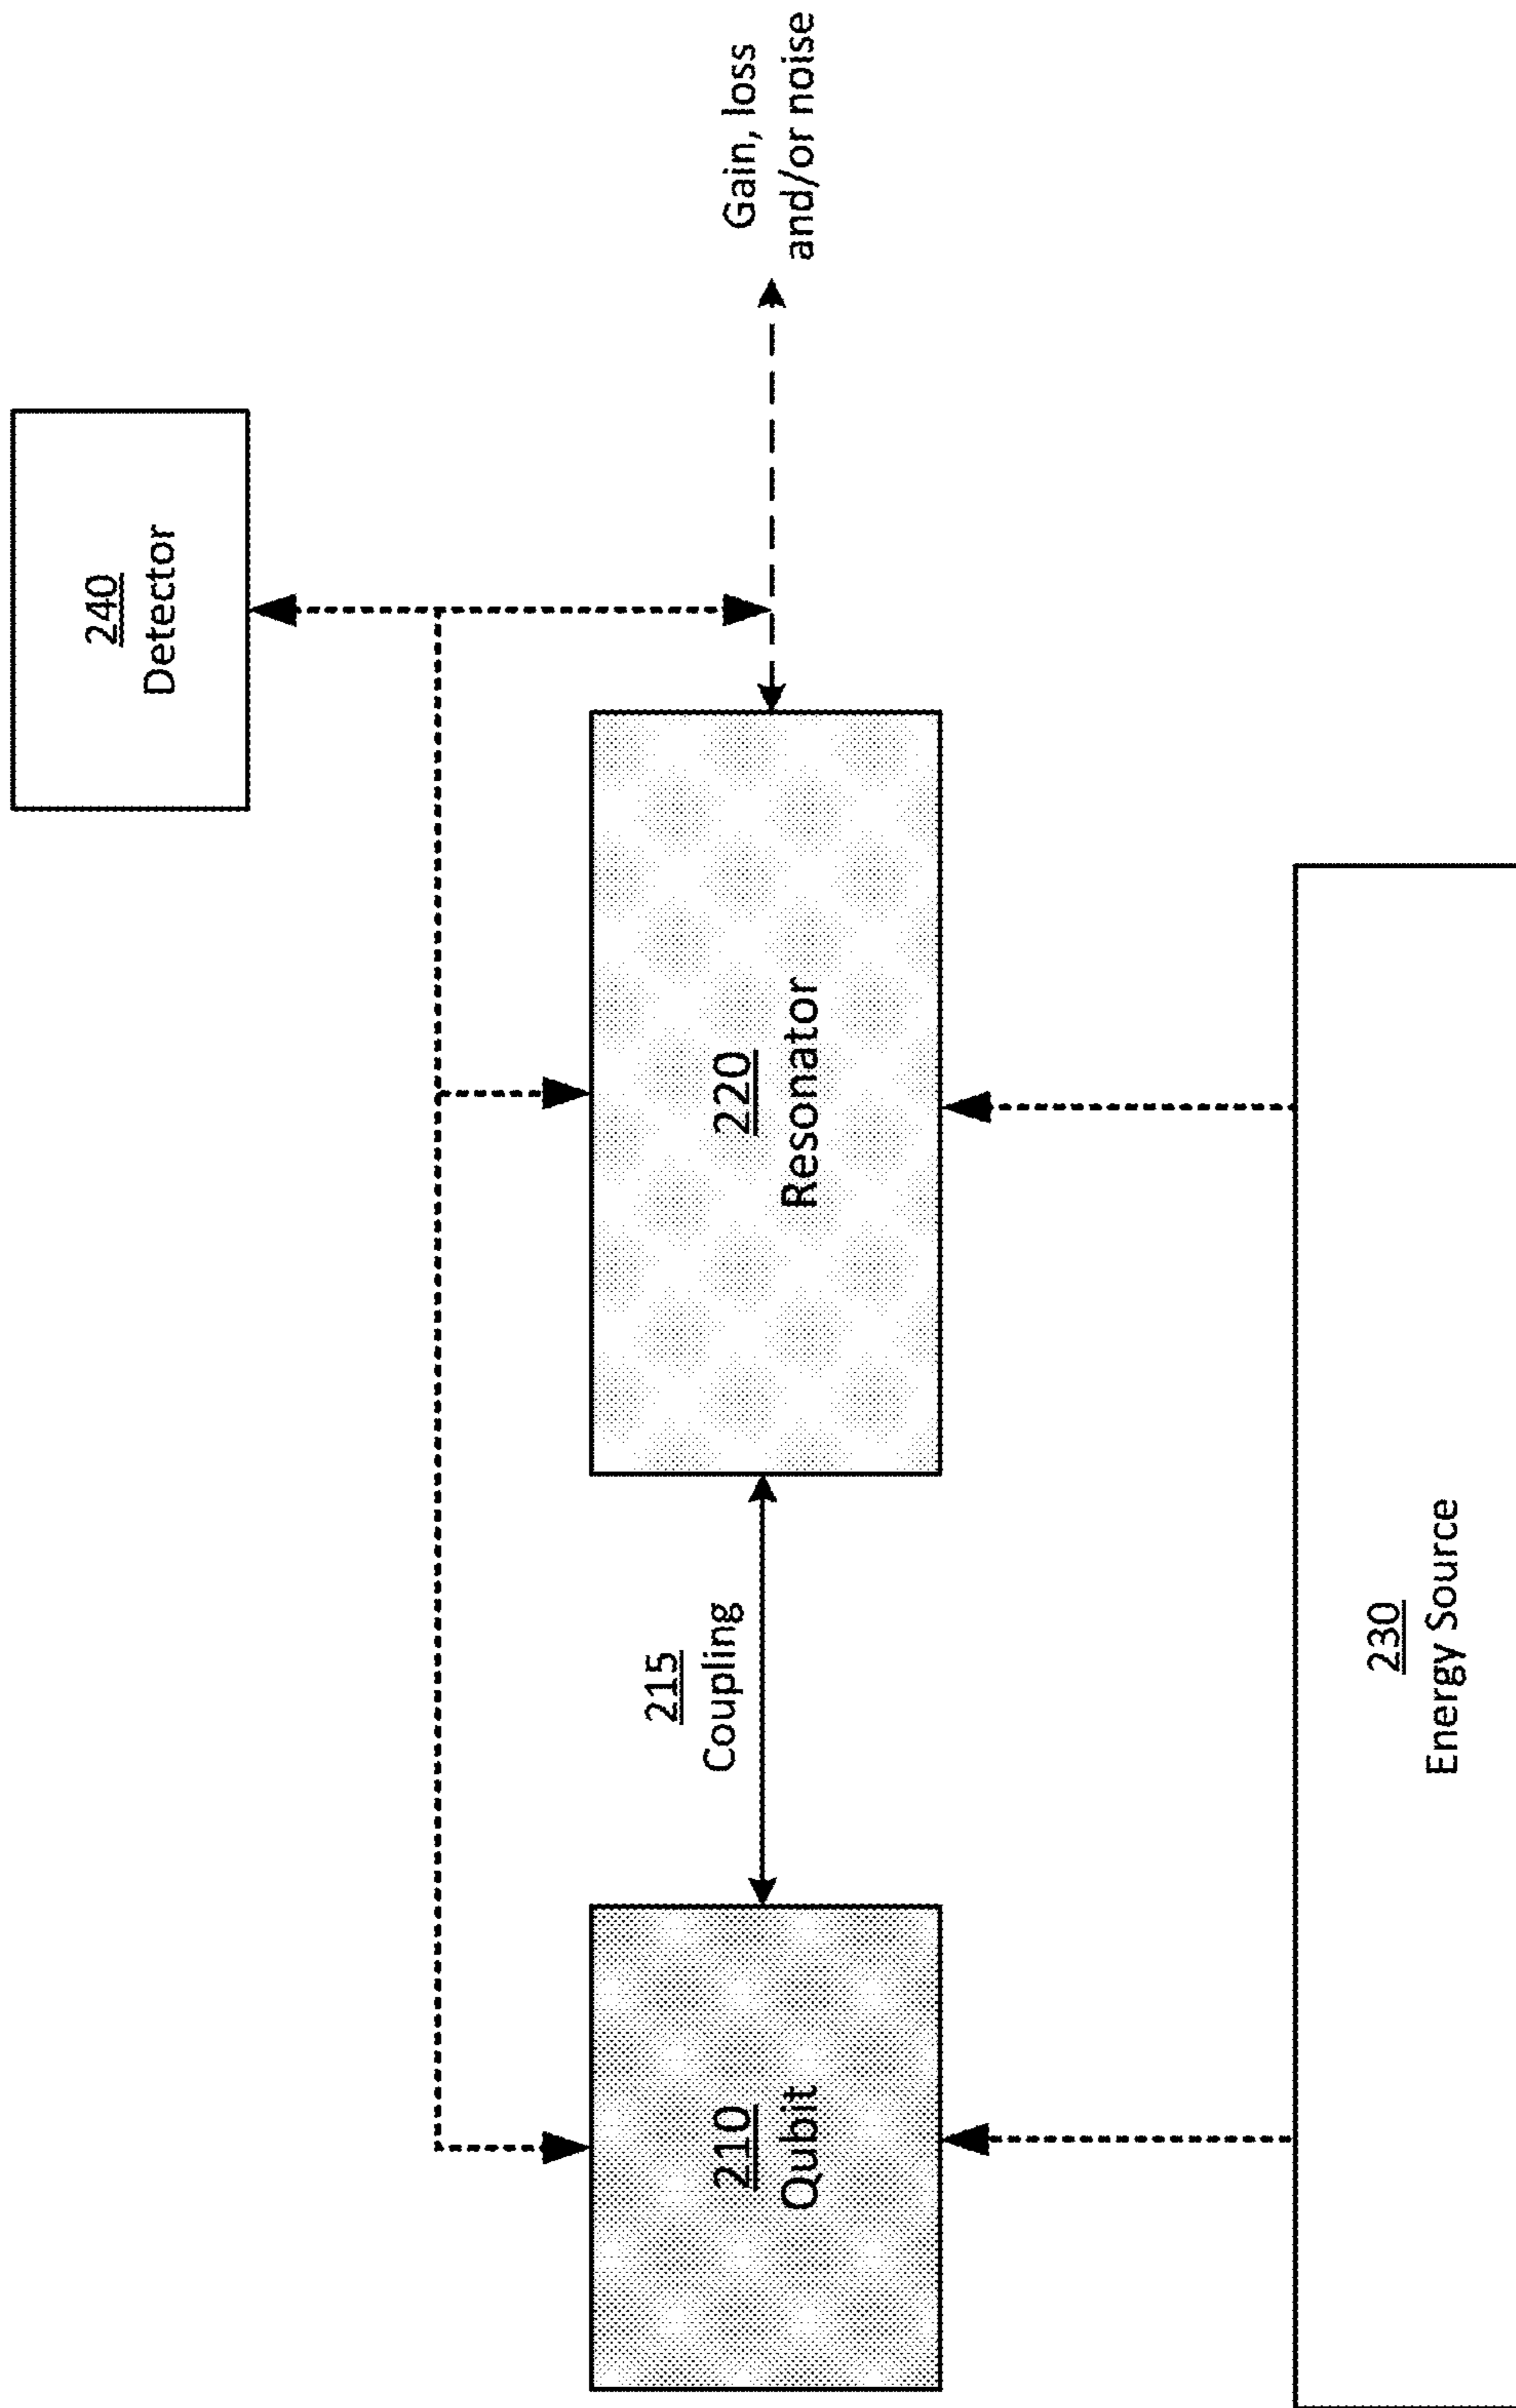 240
Detector
Gain, loss
and/or noise
210
Qubit
215
Coupling
220
Resonator
230
Energy Source